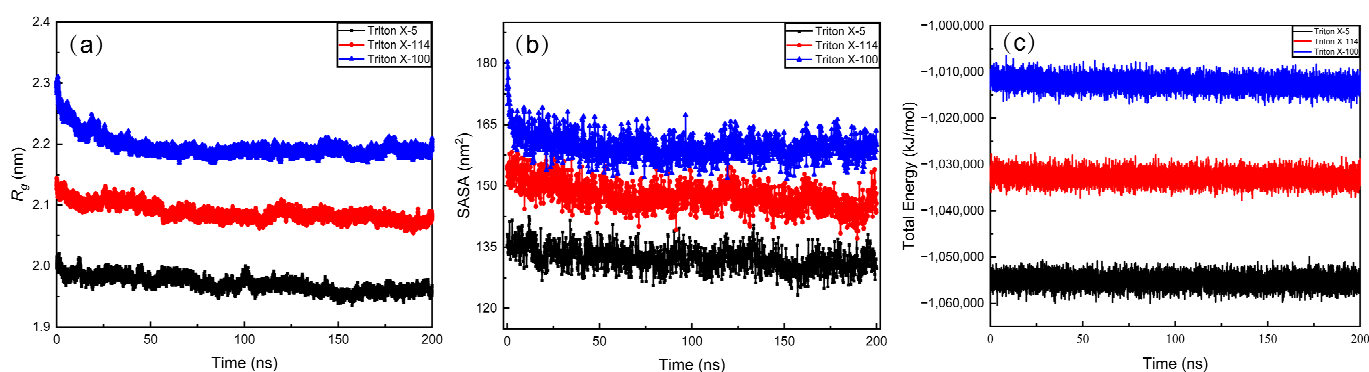 (a)
Triton X-5
Triton X-114
Triton X-100
2.4
2.3
2.2
2.1
2.0
1.9
Rg (nm)
0
50
100
150
200
Time (ns)
(b)
Triton X-5
Triton X-114
Triton X-100
180
165
150
135
120
SASA (nm²)
0
50
100
150
200
Time (ns)
(c)
Triton X-5
Triton X-114
Triton X-100
−1,000,000
−1,010,000
−1,020,000
−1,030,000
−1,040,000
−1,050,000
−1,060,000
Total Energy (kJ/mol)
0
50
100
150
200
Time (ns)